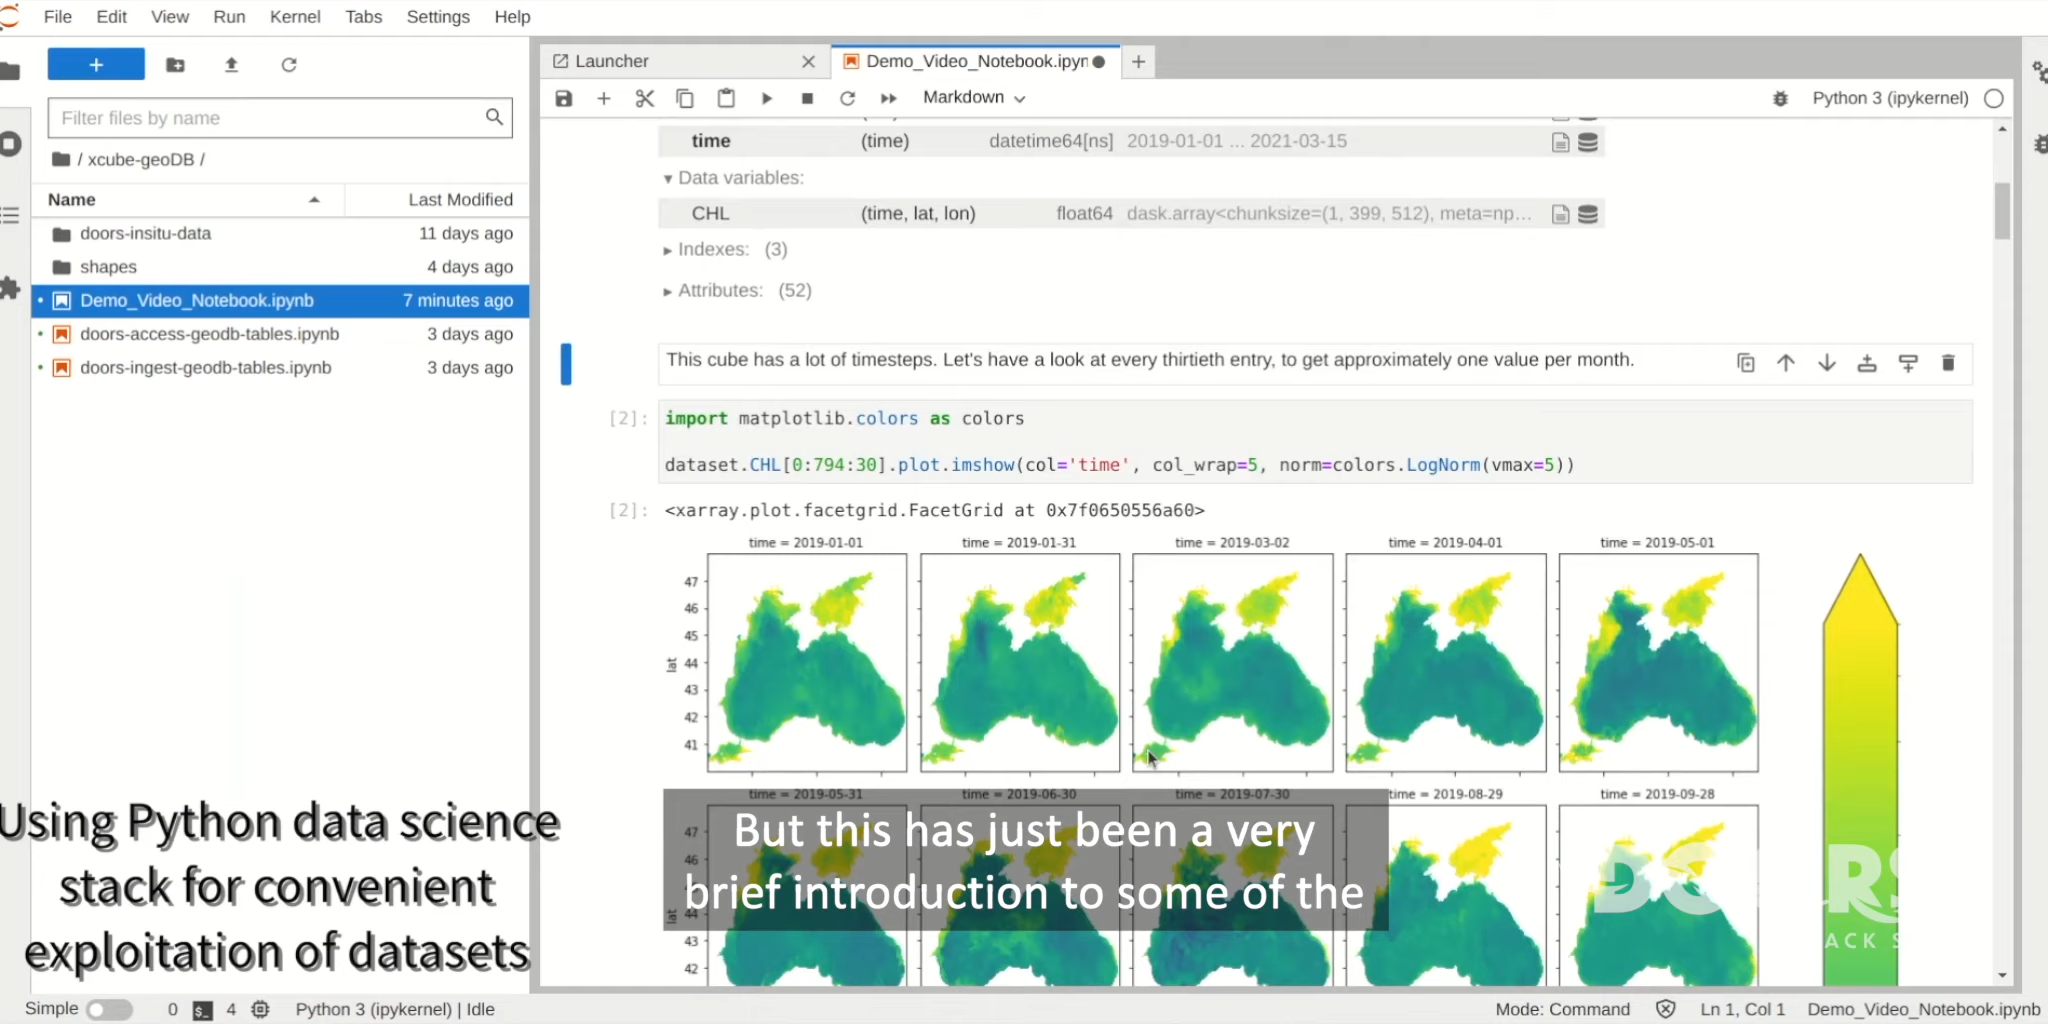 File Edit View Run Kernel Tabs Settings Help
+
Filter files by name
/ xcube-geoDB /
Name Last Modified
doors-insitu-data 11 days ago
shapes 4 days ago
Demo_Video_Notebook.ipynb 7 minutes ago
doors-access-geodb-tables.ipynb 3 days ago
doors-ingest-geodb-tables.ipynb 3 days ago
Launcher Demo_Video_Notebook.ipyn
Markdown Python 3 (ipykernel)
time (time) datetime64[ns] 2019-01-01 ... 2021-03-15
Data variables:
CHL (time, lat, lon) float64 dask.array<chunksize=(1, 399, 512), meta=np...
Indexes: (3)
Attributes: (52)
This cube has a lot of timesteps. Let's have a look at every thirtieth entry, to get approximately one value per month.
[2]: import matplotlib.colors as colors
dataset.CHL[0:794:30].plot.imshow(col='time', col_wrap=5, norm=colors.LogNorm(vmax=5))
[2]: <xarray.plot.facetgrid.FacetGrid at 0x7f0650556a60>
time = 2019-01-01 time = 2019-01-31 time = 2019-03-02 time = 2019-04-01 time = 2019-05-01
47
46
45
lat 44
43
42
41
time = 2019-05-31 time = 2019-06-30 time = 2019-07-30 time = 2019-08-29 time = 2019-09-28
47
46
lat 44
43
42
But this has just been a very
brief introduction to some of the
Using Python data science
stack for convenient
exploitation of datasets
ACK S
Simple 0 4 Python 3 (ipykernel) | Idle Mode: Command Ln 1, Col 1 Demo_Video_Notebook.ipynb